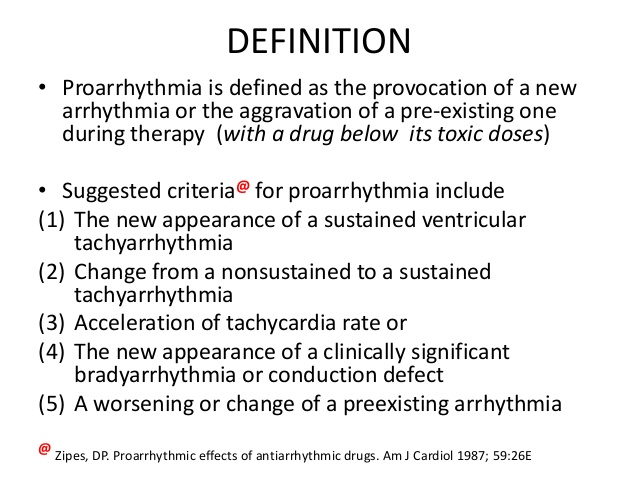 DEFINITION
• Proarrhythmia is defined as the provocation of a new
arrhythmia or the aggravation of a pre-existing one
during therapy (with a drug below its toxic doses)
• Suggested criteria@ for proarrhythmia include
(1) The new appearance of a sustained ventricular
tachyarrhythmia
(2) Change from a nonsustained to a sustained
tachyarrhythmia
(3) Acceleration of tachycardia rate or
(4) The new appearance of a clinically significant
bradyarrhythmia or conduction defect
(5) A worsening or change of a preexisting arrhythmia
@ Zipes, DP. Proarrhythmic effects of antiarrhythmic drugs. Am J Cardiol 1987; 59:26E